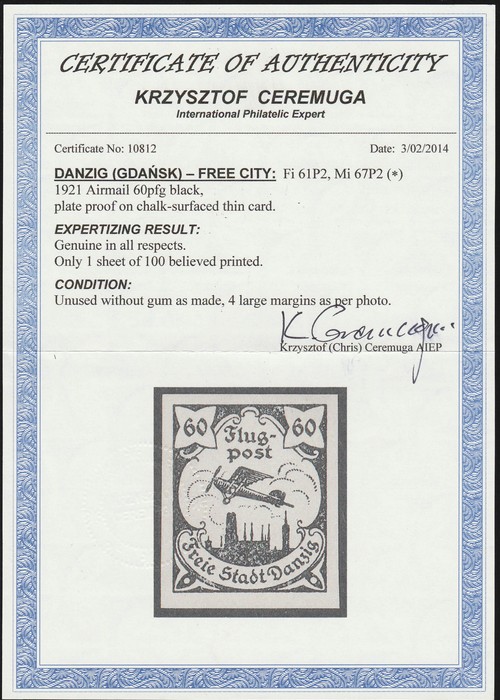 CERTIFICATE OF AUTHENTICITY
KRZYSZTOF CEREMUGA
International Philatelic Expert
Certificate No: 10812 Date: 3/02/2014
DANZIG (GDAŃSK) – FREE CITY: Fi 61P2, Mi 67P2 (*)
1921 Airmail 60pfg black,
plate proof on chalk-surfaced thin card.
EXPERTIZING RESULT:
Genuine in all respects.
Only 1 sheet of 100 believed printed.
CONDITION:
Unused without gum as made, 4 large margins as per photo.
K Ceremuga
Krzysztof (Chris) Ceremuga AIEP
60 60
Flug-
post
Freie Stadt Danzig